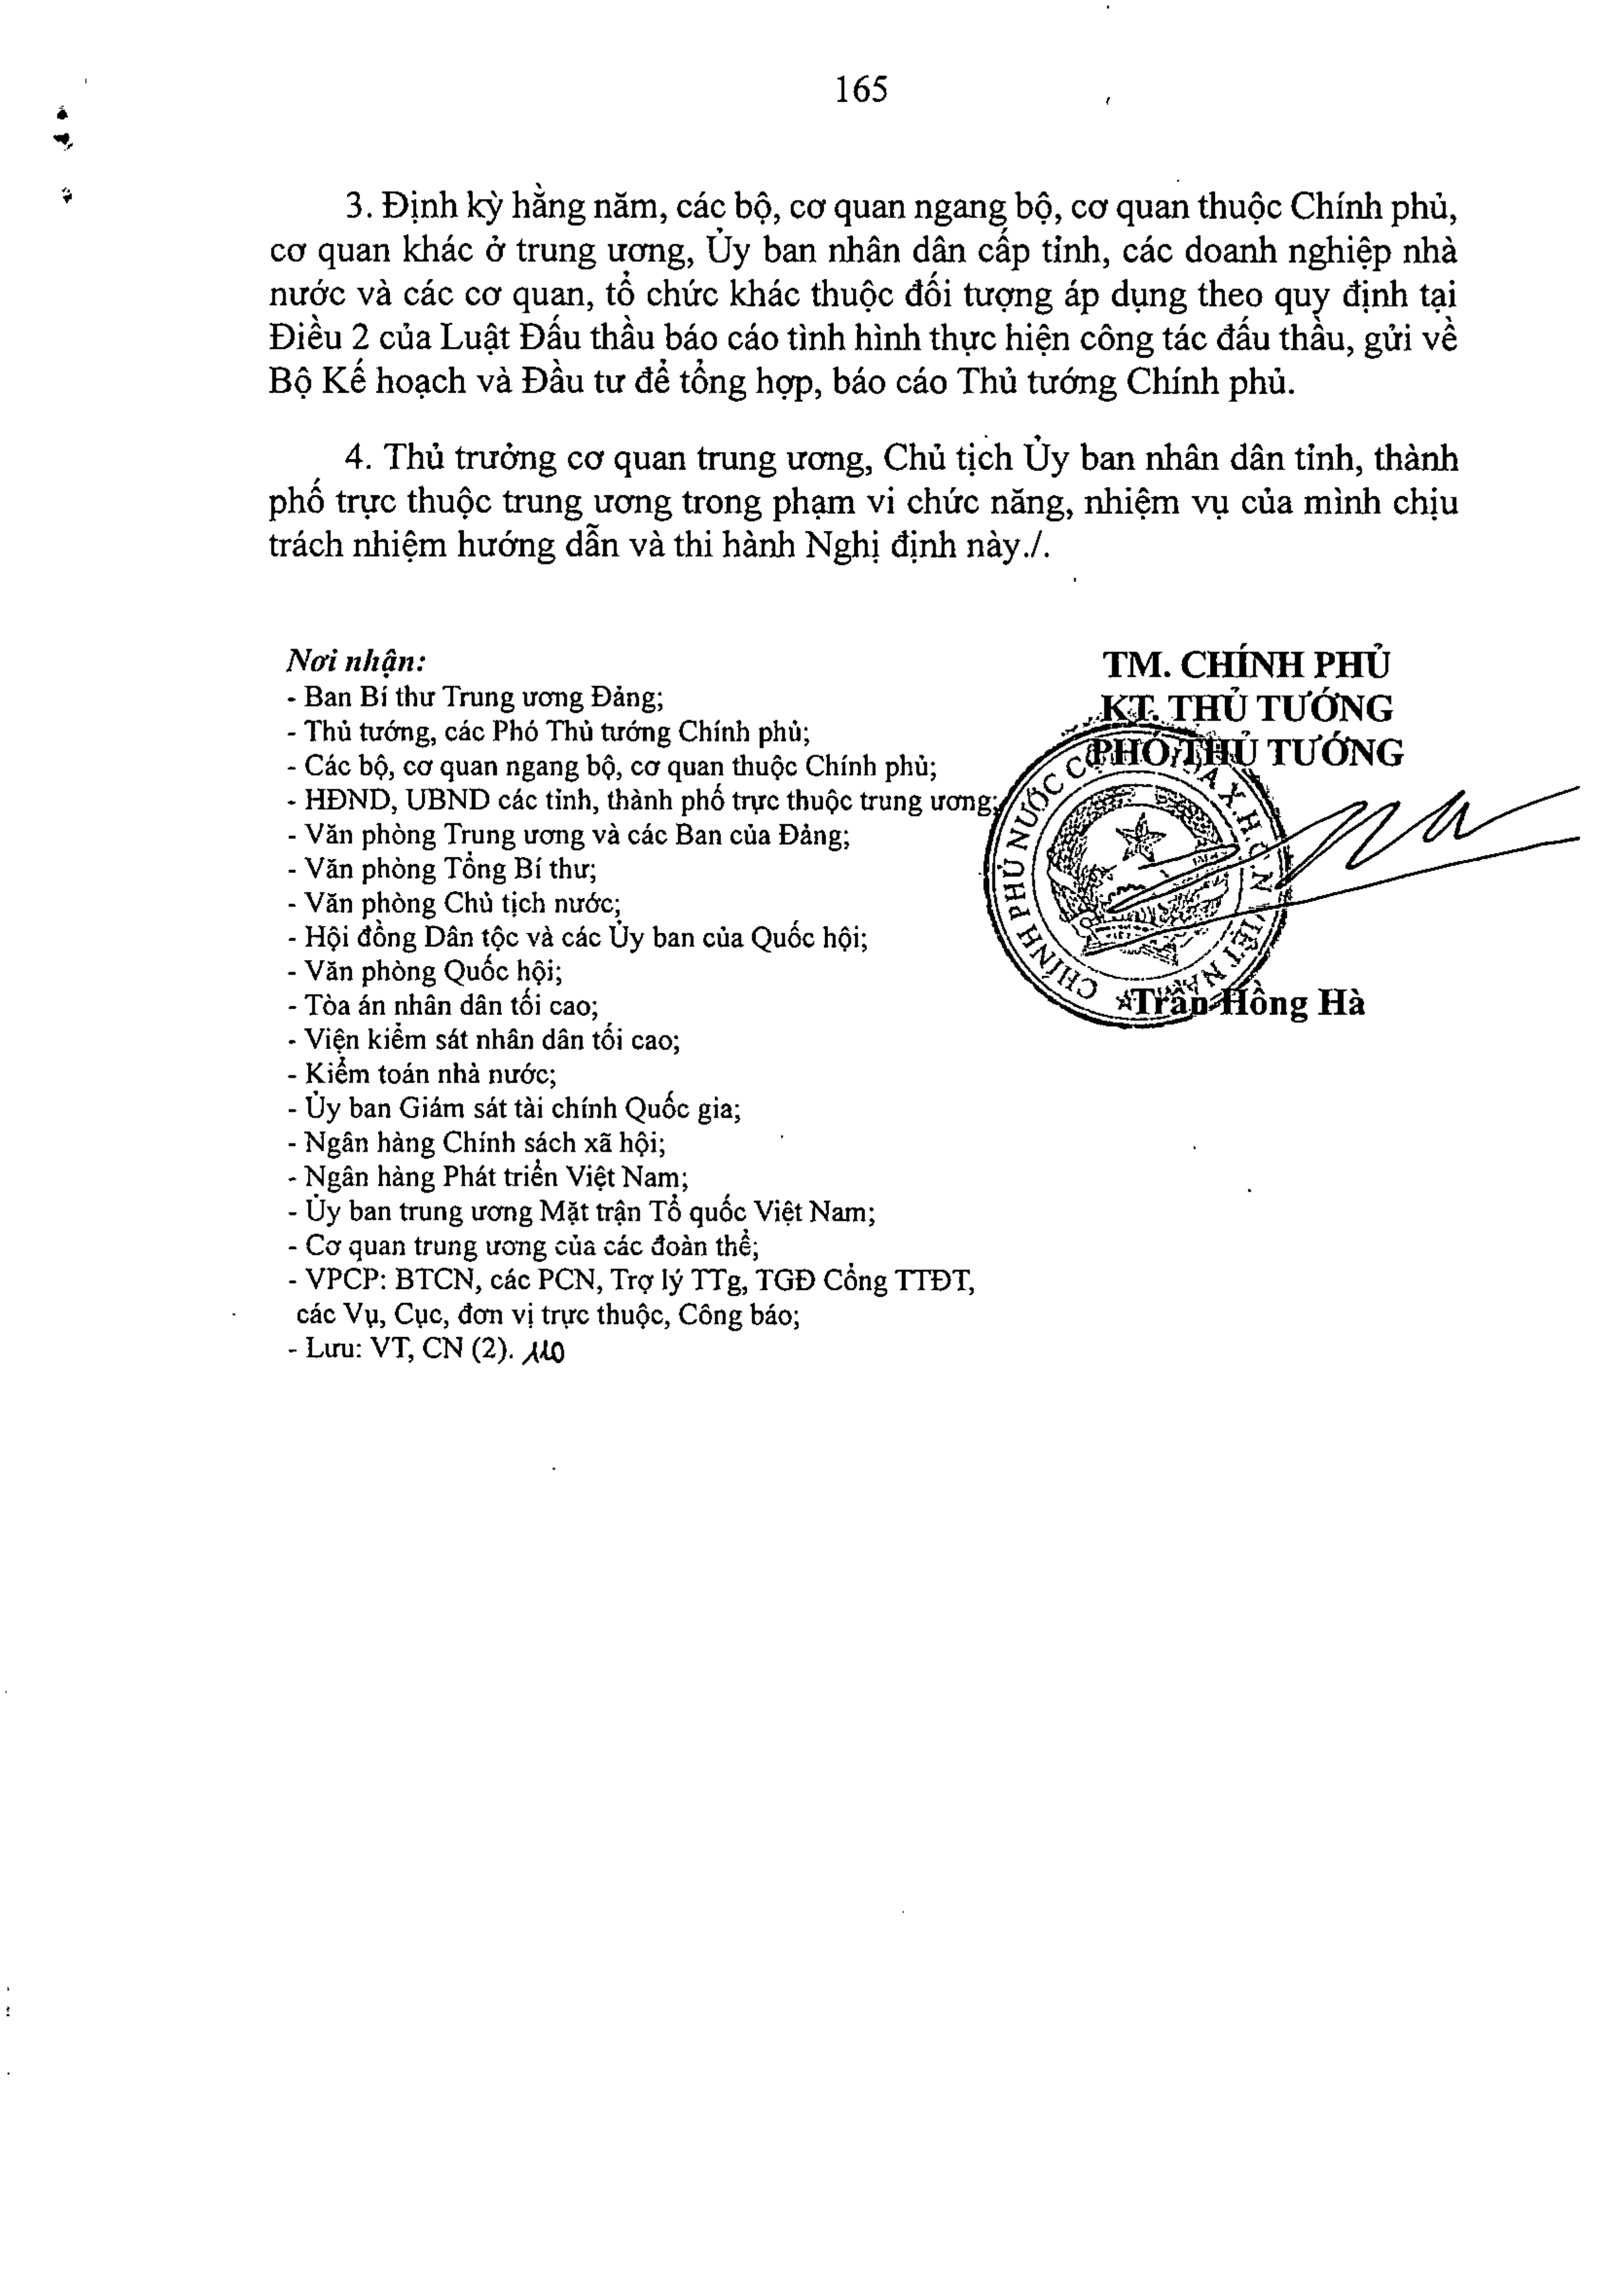 165
3. Định kỳ hằng năm, các bộ, cơ quan ngang bộ, cơ quan thuộc Chính phủ,
cơ quan khác ở trung ương, Ủy ban nhân dân cấp tỉnh, các doanh nghiệp nhà
nước và các cơ quan, tổ chức khác thuộc đối tượng áp dụng theo quy định tại
Điều 2 của Luật Đấu thầu báo cáo tình hình thực hiện công tác đấu thầu, gửi về
Bộ Kế hoạch và Đầu tư để tổng hợp, báo cáo Thủ tướng Chính phủ.
4. Thủ trưởng cơ quan trung ương, Chủ tịch Ủy ban nhân dân tỉnh, thành
phố trực thuộc trung ương trong phạm vi chức năng, nhiệm vụ của mình chịu
trách nhiệm hướng dẫn và thi hành Nghị định này./.
Nơi nhận:
- Ban Bí thư Trung ương Đảng;
- Thủ tướng, các Phó Thủ tướng Chính phủ;
- Các bộ, cơ quan ngang bộ, cơ quan thuộc Chính phủ;
- HĐND, UBND các tỉnh, thành phố trực thuộc trung ương;
- Văn phòng Trung ương và các Ban của Đảng;
- Văn phòng Tổng Bí thư;
- Văn phòng Chủ tịch nước;
- Hội đồng Dân tộc và các Ủy ban của Quốc hội;
- Văn phòng Quốc hội;
- Tòa án nhân dân tối cao;
- Viện kiểm sát nhân dân tối cao;
- Kiểm toán nhà nước;
- Ủy ban Giám sát tài chính Quốc gia;
- Ngân hàng Chính sách xã hội;
- Ngân hàng Phát triển Việt Nam;
- Ủy ban trung ương Mặt trận Tổ quốc Việt Nam;
- Cơ quan trung ương của các đoàn thể;
- VPCP: BTCN, các PCN, Trợ lý TTg, TGĐ Cổng TTĐT,
các Vụ, Cục, đơn vị trực thuộc, Công báo;
- Lưu: VT, CN (2).
TM. CHÍNH PHỦ
KT. THỦ TƯỚNG
PHÓ THỦ TƯỚNG
CHÍNH PHỦ NƯỚC X.H.C.N VIỆT NAM
Trần Hồng Hà